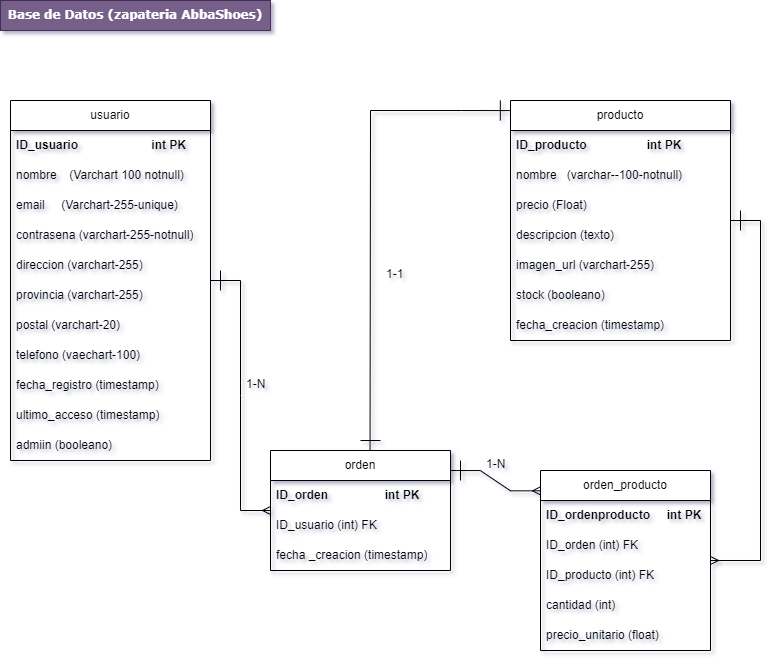 Base de Datos (zapateria AbbaShoes)
usuario
ID_usuario int PK
nombre (Varchart 100 notnull)
email (Varchart-255-unique)
contrasena (varchart-255-notnull)
direccion (varchart-255)
provincia (varchart-255)
postal (varchart-20)
telefono (vaechart-100)
fecha_registro (timestamp)
ultimo_acceso (timestamp)
admiin (booleano)
producto
ID_producto int PK
nombre (varchar--100-notnull)
precio (Float)
descripcion (texto)
imagen_url (varchart-255)
stock (booleano)
fecha_creacion (timestamp)
1-1
1-N
orden
ID_orden int PK
ID_usuario (int) FK
fecha _creacion (timestamp)
1-N
orden_producto
ID_ordenproducto int PK
ID_orden (int) FK
ID_producto (int) FK
cantidad (int)
precio_unitario (float)